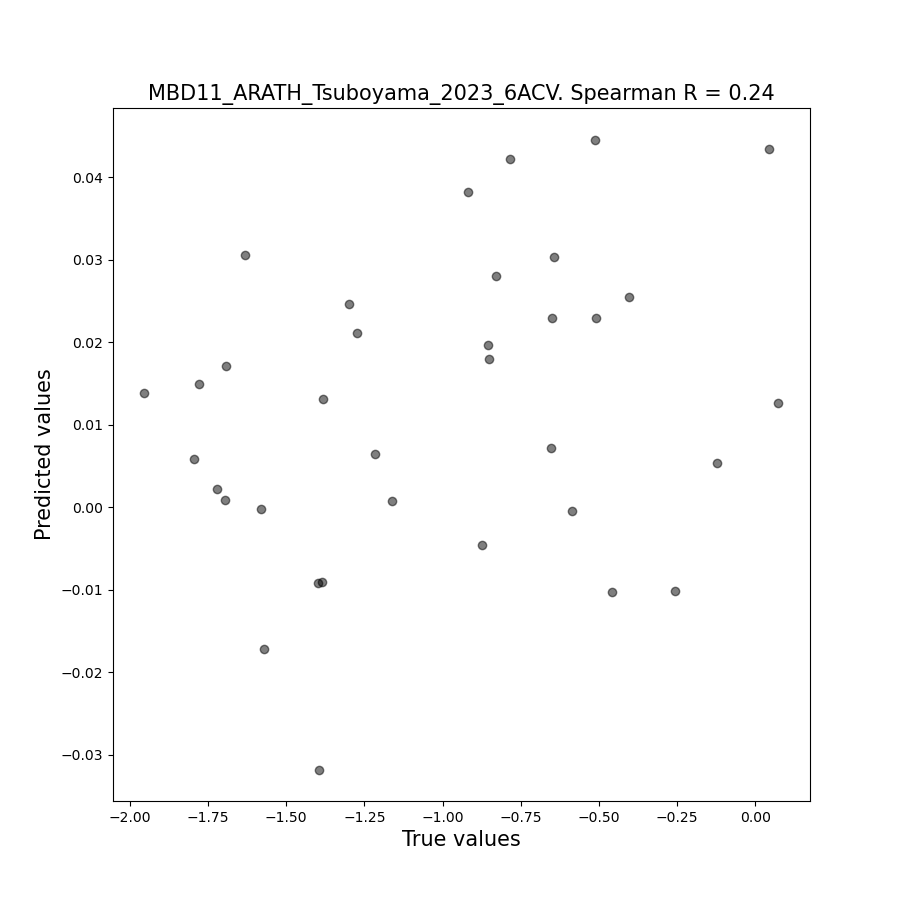 MBD11_ARATH_Tsuboyama_2023_6ACV. Spearman R = 0.24
Predicted values
0.04
0.03
0.02
0.01
0.00
−0.01
−0.02
−0.03
−2.00 −1.75 −1.50 −1.25 −1.00 −0.75 −0.50 −0.25 0.00
True values